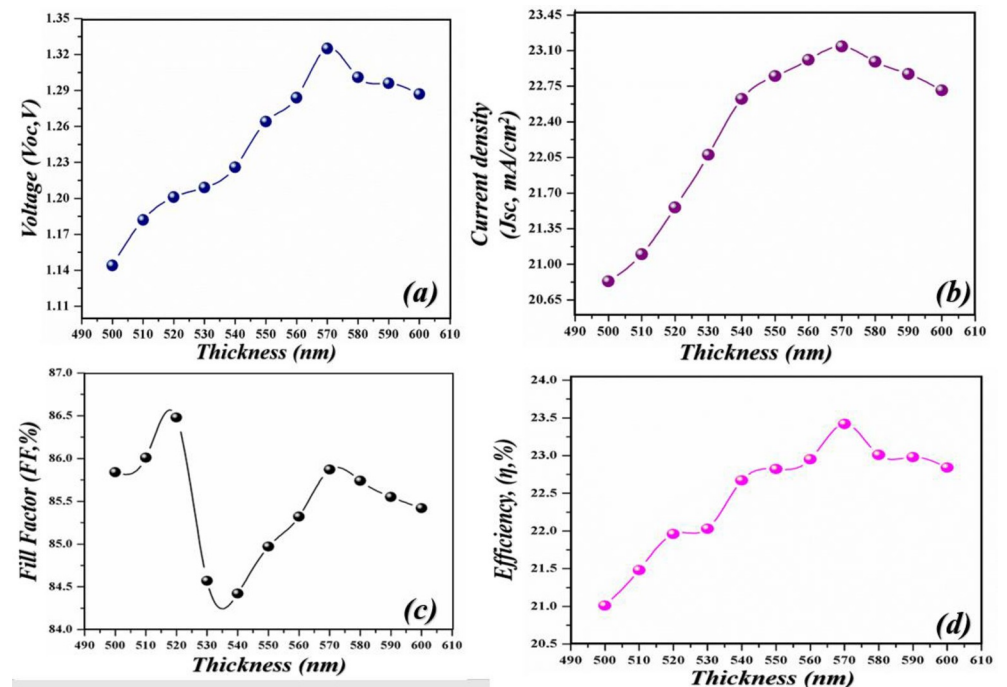 1.35
1.32
1.29
1.26
1.23
1.20
1.17
1.14
1.11
Voltage (Voc,V)
(a)
490 500 510 520 530 540 550 560 570 580 590 600 610
Thickness (nm)
23.45
23.10
22.75
22.40
22.05
21.70
21.35
21.00
20.65
Current density
(Jsc, mA/cm²)
(b)
490 500 510 520 530 540 550 560 570 580 590 600 610
Thickness (nm)
87.0
86.5
86.0
85.5
85.0
84.5
84.0
Fill Factor (FF,%)
(c)
490 500 510 520 530 540 550 560 570 580 590 600 610
Thickness (nm)
24.0
23.5
23.0
22.5
22.0
21.5
21.0
20.5
Efficiency, (η,%)
(d)
490 500 510 520 530 540 550 560 570 580 590 600 610
Thickness (nm)